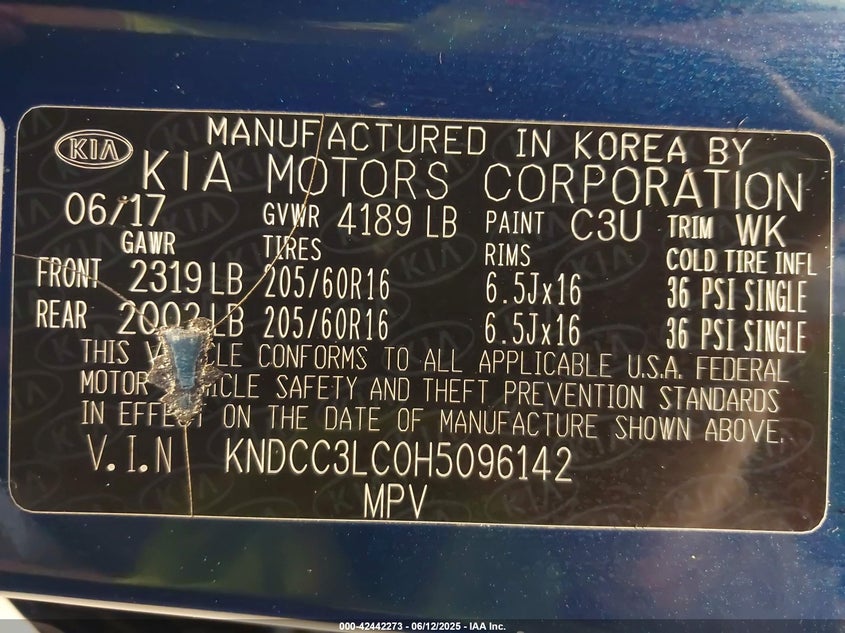 MANUFACTURED IN KOREA BY
KIA KIA MOTORS CORPORATION
06/17 GVWR 4189 LB PAINT C3U TRIM WK
GAWR TIRES RIMS COLD TIRE INFL
FRONT 2319 LB 205/60R16 6.5Jx16 36 PSI SINGLE
REAR 2002 LB 205/60R16 6.5Jx16 36 PSI SINGLE
THIS CONFORMS TO ALL APPLICABLE U.S.A. FEDERAL
MOTOR SAFETY AND THEFT PREVENTION STANDARDS
IN ON THE DATE OF MANUFACTURE SHOWN ABOVE.
V.I.N KNDCC3LC0H5096142
MPV
000-42442273 - 06/12/2025 - IAA Inc.